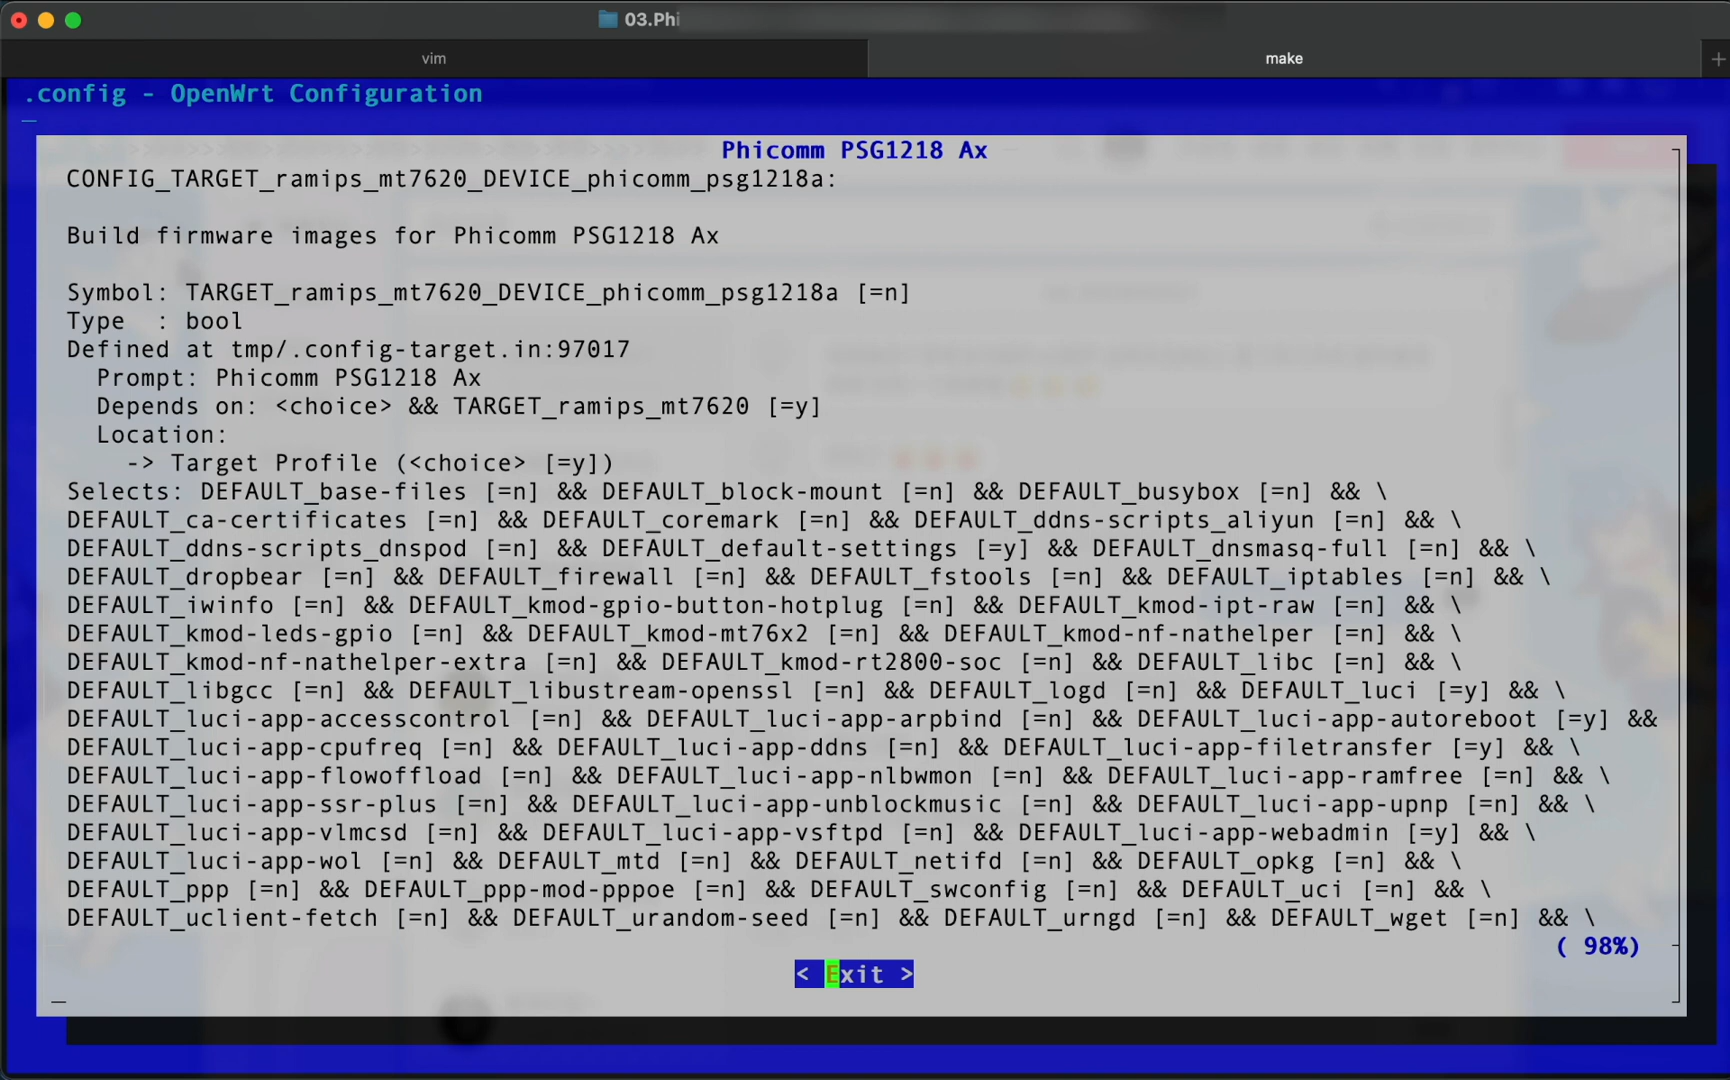 03.Phi
vim
make
+
.config - OpenWrt Configuration
Phicomm PSG1218 Ax
CONFIG_TARGET_ramips_mt7620_DEVICE_phicomm_psg1218a:
Build firmware images for Phicomm PSG1218 Ax
Symbol: TARGET_ramips_mt7620_DEVICE_phicomm_psg1218a [=n]
Type  : bool
Defined at tmp/.config-target.in:97017
Prompt: Phicomm PSG1218 Ax
Depends on: <choice> && TARGET_ramips_mt7620 [=y]
Location:
-> Target Profile (<choice> [=y])
Selects: DEFAULT_base-files [=n] && DEFAULT_block-mount [=n] && DEFAULT_busybox [=n] && \
DEFAULT_ca-certificates [=n] && DEFAULT_coremark [=n] && DEFAULT_ddns-scripts_aliyun [=n] && \
DEFAULT_ddns-scripts_dnspod [=n] && DEFAULT_default-settings [=y] && DEFAULT_dnsmasq-full [=n] && \
DEFAULT_dropbear [=n] && DEFAULT_firewall [=n] && DEFAULT_fstools [=n] && DEFAULT_iptables [=n] && \
DEFAULT_iwinfo [=n] && DEFAULT_kmod-gpio-button-hotplug [=n] && DEFAULT_kmod-ipt-raw [=n] && \
DEFAULT_kmod-leds-gpio [=n] && DEFAULT_kmod-mt76x2 [=n] && DEFAULT_kmod-nf-nathelper [=n] && \
DEFAULT_kmod-nf-nathelper-extra [=n] && DEFAULT_kmod-rt2800-soc [=n] && DEFAULT_libc [=n] && \
DEFAULT_libgcc [=n] && DEFAULT_libustream-openssl [=n] && DEFAULT_logd [=n] && DEFAULT_luci [=y] && \
DEFAULT_luci-app-accesscontrol [=n] && DEFAULT_luci-app-arpbind [=n] && DEFAULT_luci-app-autoreboot [=y] &&
DEFAULT_luci-app-cpufreq [=n] && DEFAULT_luci-app-ddns [=n] && DEFAULT_luci-app-filetransfer [=y] && \
DEFAULT_luci-app-flowoffload [=n] && DEFAULT_luci-app-nlbwmon [=n] && DEFAULT_luci-app-ramfree [=n] && \
DEFAULT_luci-app-ssr-plus [=n] && DEFAULT_luci-app-unblockmusic [=n] && DEFAULT_luci-app-upnp [=n] && \
DEFAULT_luci-app-vlmcsd [=n] && DEFAULT_luci-app-vsftpd [=n] && DEFAULT_luci-app-webadmin [=y] && \
DEFAULT_luci-app-wol [=n] && DEFAULT_mtd [=n] && DEFAULT_netifd [=n] && DEFAULT_opkg [=n] && \
DEFAULT_ppp [=n] && DEFAULT_ppp-mod-pppoe [=n] && DEFAULT_swconfig [=n] && DEFAULT_uci [=n] && \
DEFAULT_uclient-fetch [=n] && DEFAULT_urandom-seed [=n] && DEFAULT_urngd [=n] && DEFAULT_wget [=n] && \
( 98%)
< Exit >